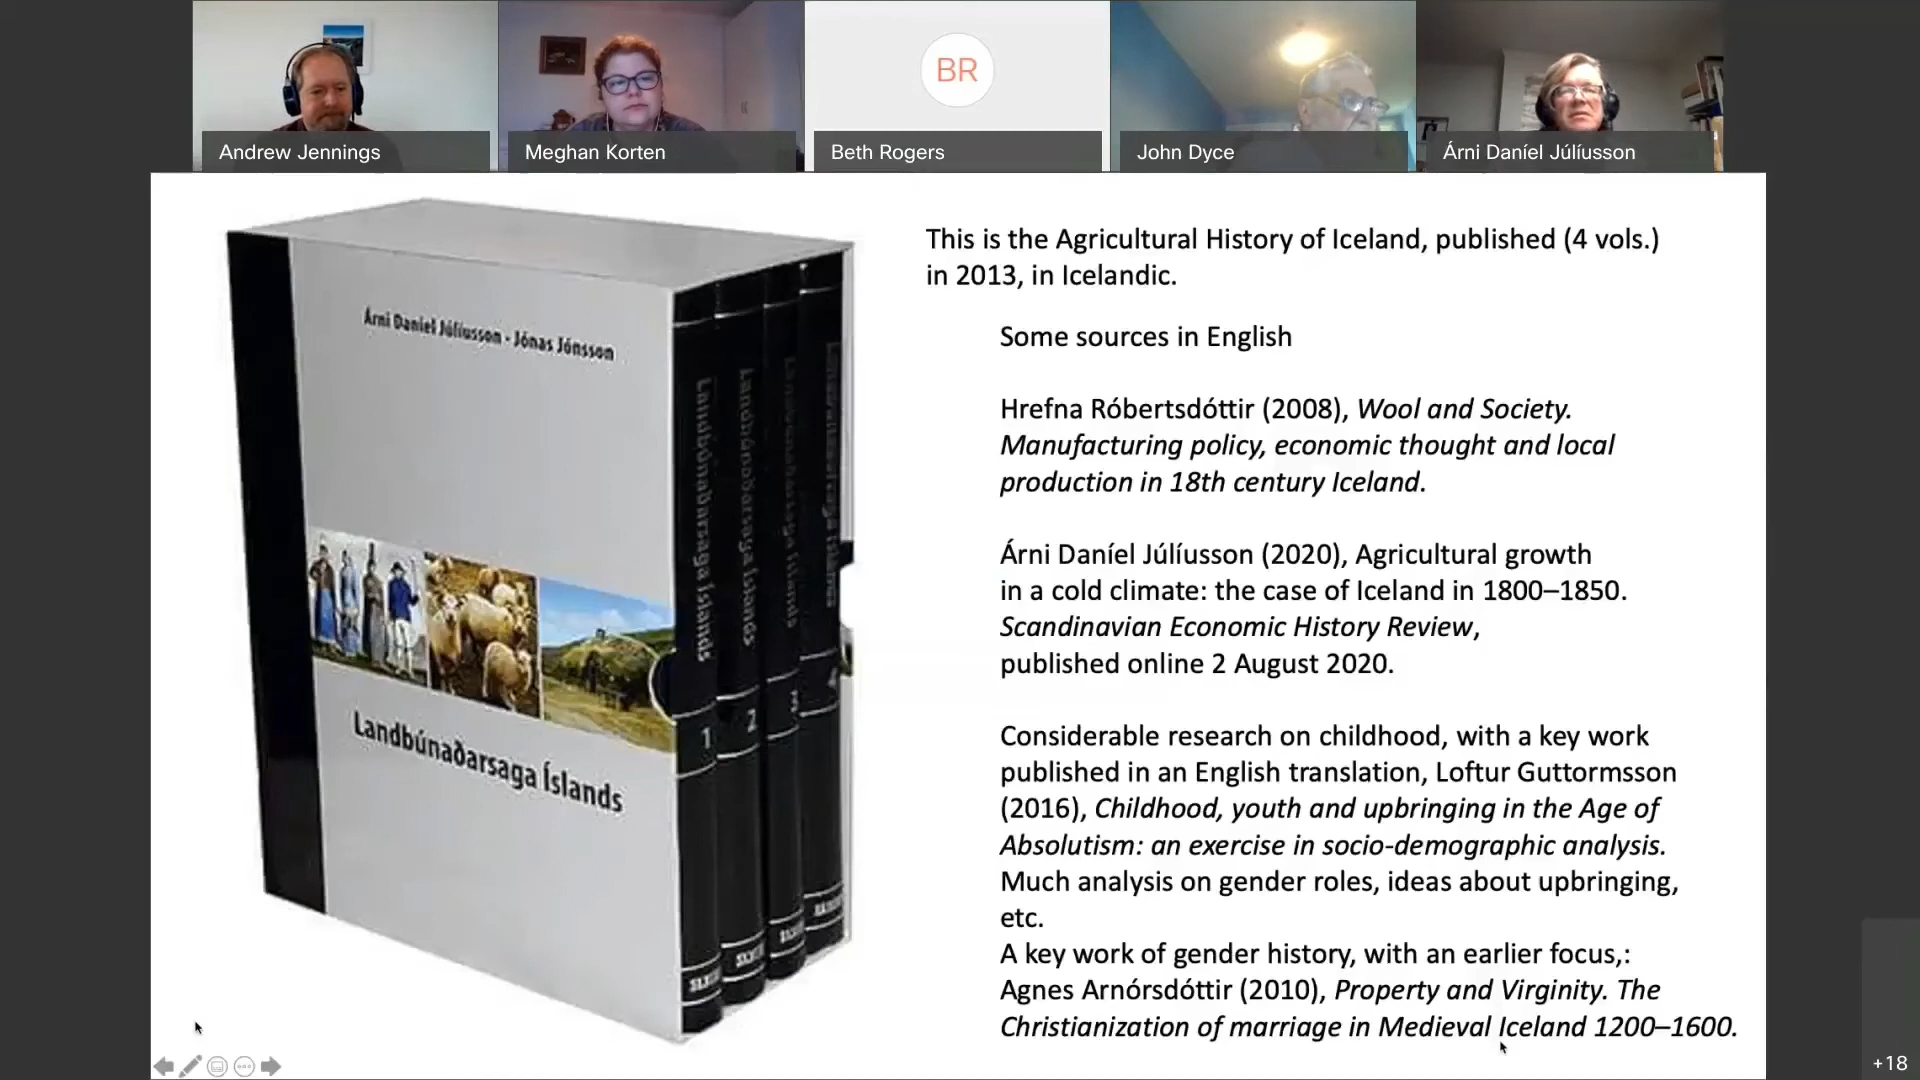 Andrew Jennings
Meghan Korten
BR
Beth Rogers
John Dyce
Árni Daníel Júlíusson
Árni Daníel Júlíusson - Jónas Jónsson
Landbúnaðarsaga Íslands
Landbúnaðarsaga Íslands
1
Landbúnaðarsaga Íslands
2
Landbúnaðarsaga Íslands
3
Landbúnaðarsaga Íslands
4
This is the Agricultural History of Iceland, published (4 vols.)
in 2013, in Icelandic.
Some sources in English
Hrefna Róbertsdóttir (2008), Wool and Society.
Manufacturing policy, economic thought and local
production in 18th century Iceland.
Árni Daníel Júlíusson (2020), Agricultural growth
in a cold climate: the case of Iceland in 1800–1850.
Scandinavian Economic History Review,
published online 2 August 2020.
Considerable research on childhood, with a key work
published in an English translation, Loftur Guttormsson
(2016), Childhood, youth and upbringing in the Age of
Absolutism: an exercise in socio-demographic analysis.
Much analysis on gender roles, ideas about upbringing,
etc.
A key work of gender history, with an earlier focus,:
Agnes Arnórsdóttir (2010), Property and Virginity. The
Christianization of marriage in Medieval Iceland 1200–1600.
+18